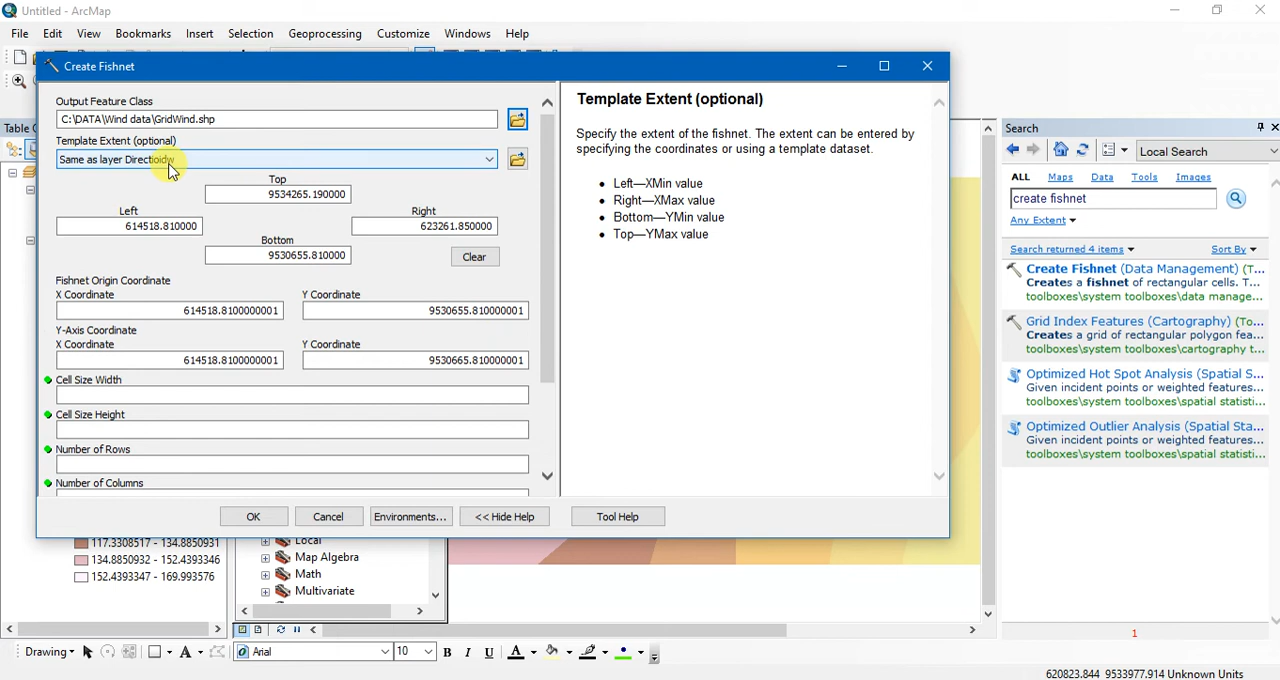 Untitled - ArcMap
File Edit View Bookmarks Insert Selection Geoprocessing Customize Windows Help
Create Fishnet
Output Feature Class
C:\DATA\Wind data\GridWind.shp
Template Extent (optional)
Same as layer Directioidw
Top
9534265.190000
Left
Right
614518.810000
623261.850000
Bottom
9530655.810000
Clear
Fishnet Origin Coordinate
X Coordinate
Y Coordinate
614518.8100000001
9530655.810000001
Y-Axis Coordinate
X Coordinate
Y Coordinate
614518.8100000001
9530665.810000001
Cell Size Width
Cell Size Height
Number of Rows
Number of Columns
OK
Cancel
Environments...
<< Hide Help
Tool Help
Template Extent (optional)
Specify the extent of the fishnet. The extent can be entered by
specifying the coordinates or using a template dataset.
• Left—XMin value
• Right—XMax value
• Bottom—YMin value
• Top—YMax value
Table
117.3308517 - 134.8850931
134.8850932 - 152.4393346
152.4393347 - 169.993576
Local
Map Algebra
Math
Multivariate
Search
Local Search
ALL Maps Data Tools Images
create fishnet
Any Extent
Search returned 4 items
Sort By
Create Fishnet (Data Management) (T...
Creates a fishnet of rectangular cells. T...
toolboxes\system toolboxes\data manage...
Grid Index Features (Cartography) (To...
Creates a grid of rectangular polygon fea...
toolboxes\system toolboxes\cartography t...
Optimized Hot Spot Analysis (Spatial S...
Given incident points or weighted features...
toolboxes\system toolboxes\spatial statisti...
Optimized Outlier Analysis (Spatial Sta...
Given incident points or weighted features...
toolboxes\system toolboxes\spatial statisti...
1
Drawing
Arial
10
B I U A
620823.844 9533977.914 Unknown Units